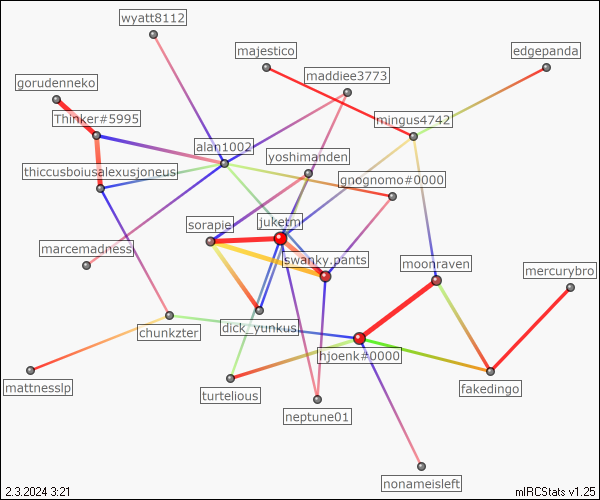 wyatt8112
majestico
edgepanda
maddiee3773
gorudenneko
Thinker#5995
mingus4742
alan1002
yoshimanden
thiccusboiusalexusjoneus
gnognomo#0000
sorapie
juketm
marcemadness
swanky.pants
moonraven
mercurybro
dick_yunkus
chunkzter
hjoenk#0000
mattnesslp
turtelious
fakedingo
neptune01
nonameisleft
2.3.2024 3:21
mIRCStats v1.25